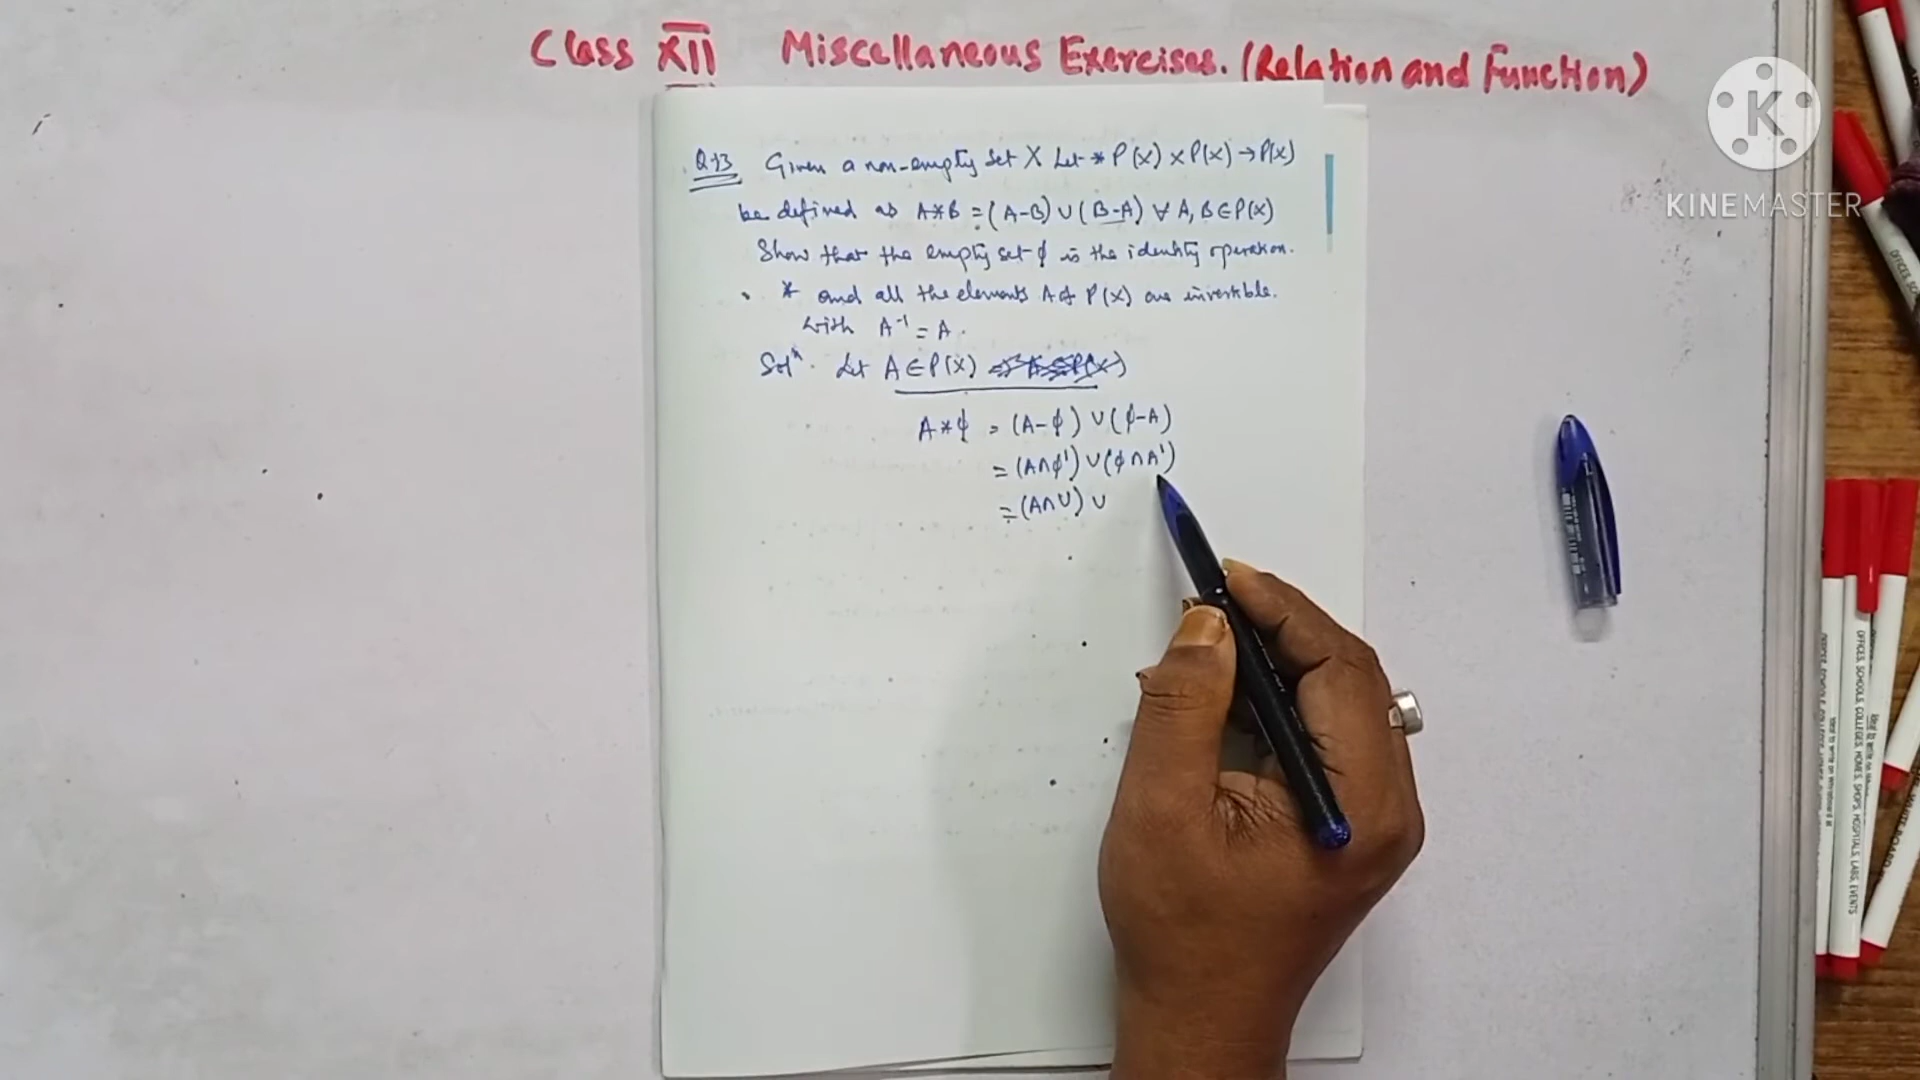 Class XII Miscellaneous Exercises. (Relation and Function)
K
KINEMASTER
Q.13 Given a non-empty set X Let * P(X) × P(X) → P(X)
be defined as A*B = (A-B) ∪ (B-A) ∀ A, B ∈ P(X)
Show that the empty set ϕ is the identity operation.
* and all the elements A of P(X) are invertible.
with A⁻¹ = A.
Solⁿ. Let A ∈ P(X)
A*ϕ = (A-ϕ) ∪ (ϕ-A)
= (A∩ϕ') ∪ (ϕ∩A')
= (A∩U) ∪